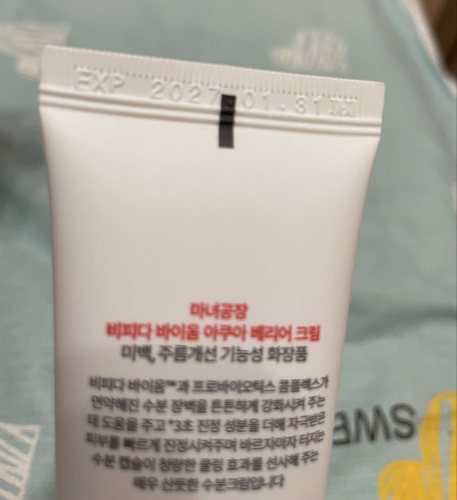 EXP 2027.01.31
마녀공장
비피다 바이옴 아쿠아 베리어 크림
미백, 주름개선 기능성 화장품
비피다 바이옴™과 프로바이오틱스 콤플렉스가
연약해진 수분 장벽을 튼튼하게 강화시켜 주는
데 도움을 주고 *3초 진정 성분을 더해 자극받은
피부를 빠르게 진정시켜주며 바르자마자 터지는
수분 캡슐이 청량한 쿨링 효과를 선사해 주는
매우 산뜻한 수분크림입니다
SWE